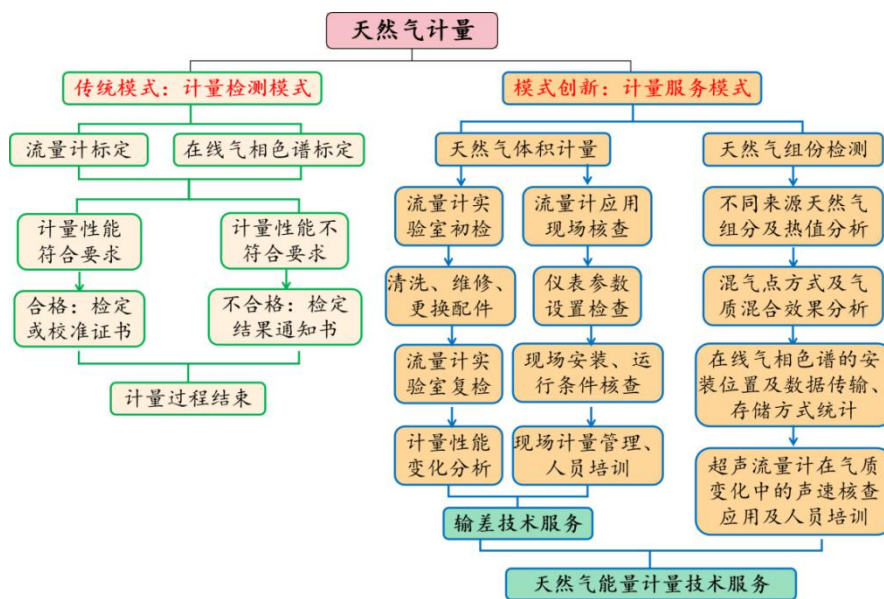 天然气计量
传统模式：计量检测模式
模式创新：计量服务模式
流量计标定
在线气相色谱标定
天然气体积计量
天然气组份检测
计量性能
符合要求
计量性能不
符合要求
流量计实
验室初检
流量计应用
现场核查
不同来源天然气
组分及热值分析
合格：检定
或校准证书
不合格：检定
结果通知书
清洗、维修、
更换配件
仪表参数
设置检查
混气点方式及气
质混合效果分析
计量过程结束
流量计实
验室复检
现场安装、运
行条件核查
在线气相色谱的安
装位置及数据传输、
存储方式统计
计量性能
变化分析
现场计量管理、
人员培训
超声流量计在气质
变化中的声速核查
应用及人员培训
输差技术服务
天然气能量计量技术服务